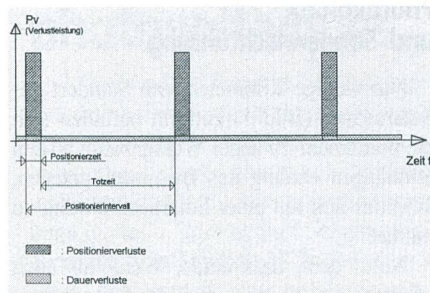 Pv
(Verlustleistung)
Zeit t
Positionierzeit
Totzeit
Positionierintervall
: Positionierverluste
: Dauerverluste